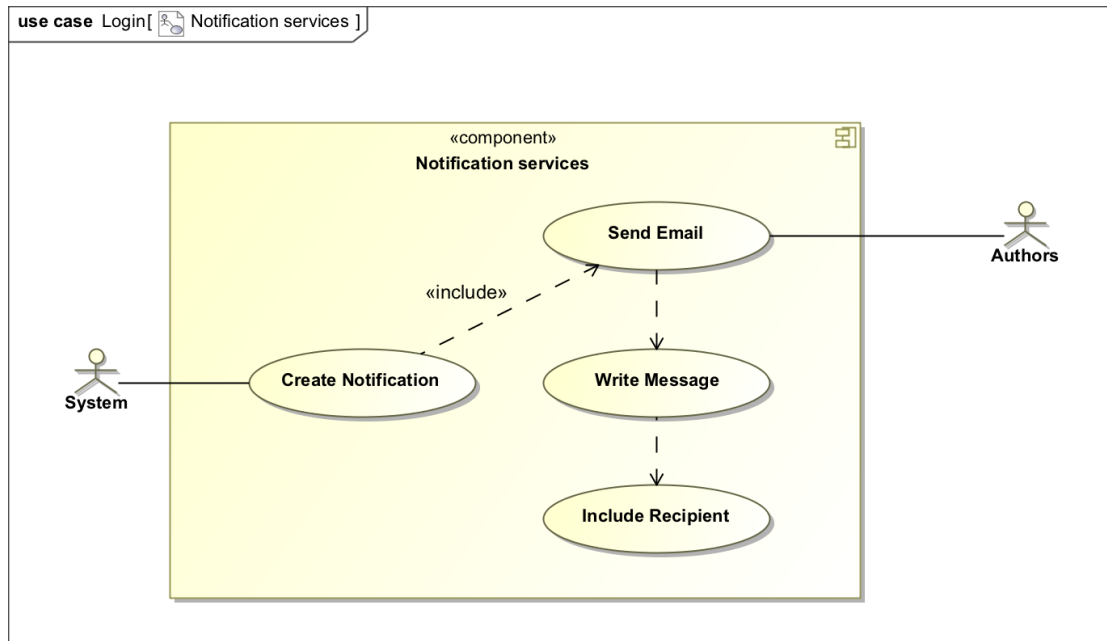 use case Login[ Notification services ]
«component»
Notification services
Send Email
Authors
«include»
Create Notification
System
Write Message
Include Recipient